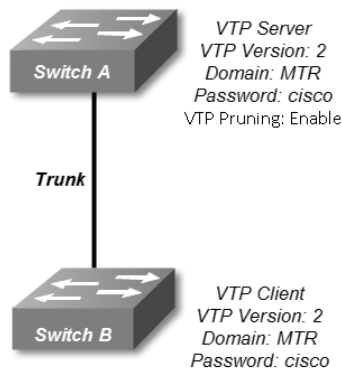 VTP Server
VTP Version: 2
Switch A
Domain: MTR
Password: cisco
VTP Pruning: Enable
Trunk
VTP Client
VTP Version: 2
Switch B
Domain: MTR
Password: cisco